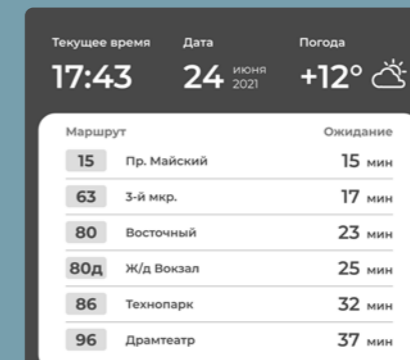 Текущее время Дата Погода
17:43 24 июня 2021 +12°
Маршрут Ожидание
15 Пр. Майский 15 мин
63 3-й мкр. 17 мин
80 Восточный 23 мин
80д Ж/д Вокзал 25 мин
86 Технопарк 32 мин
96 Драмтеатр 37 мин